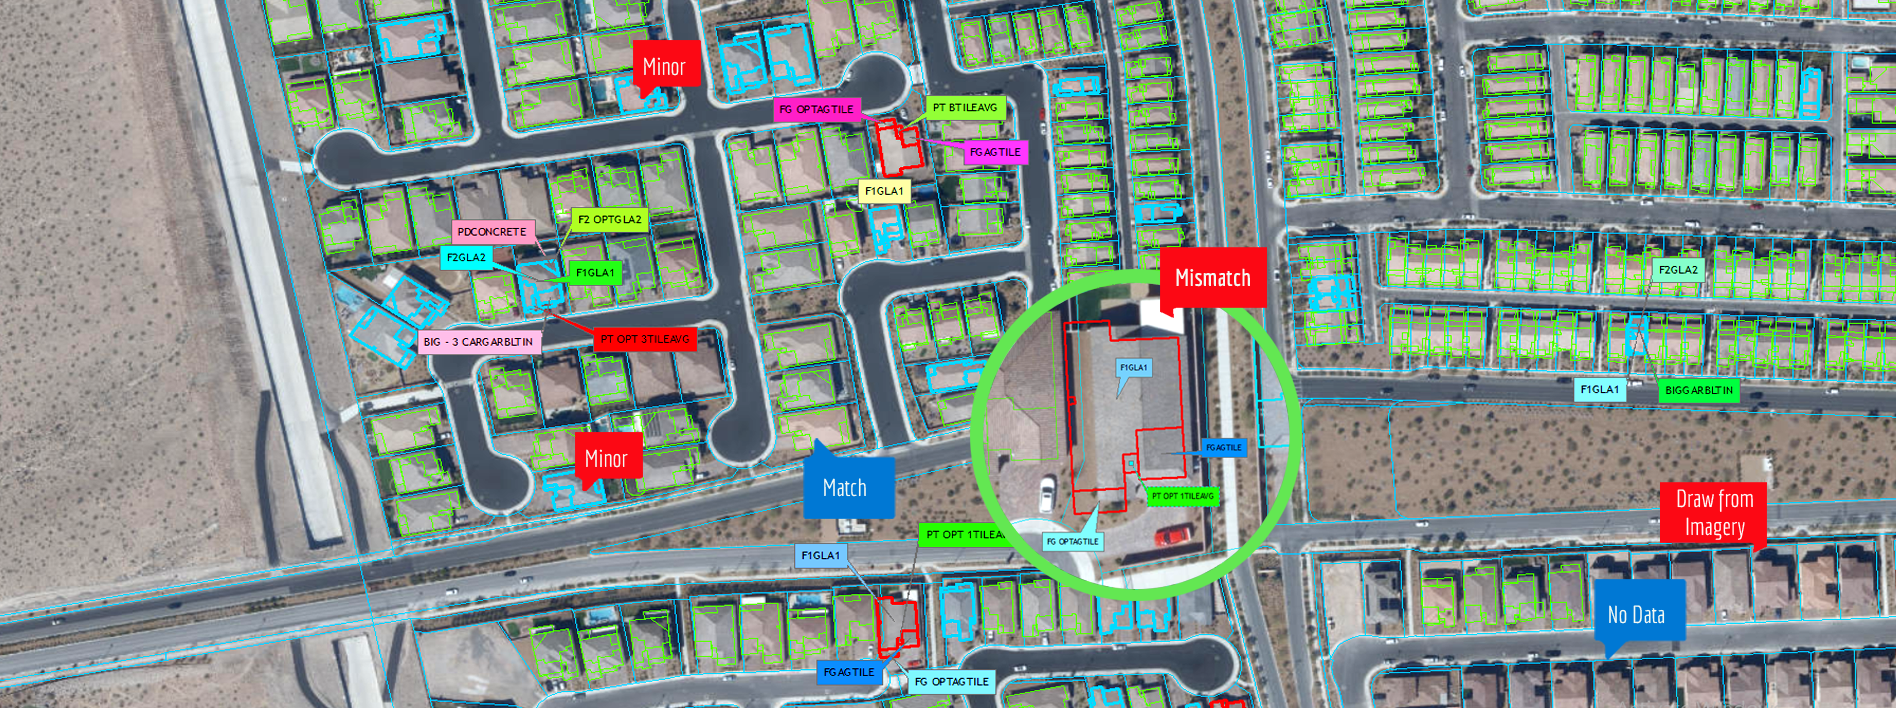 Minor
FG OPTAGTILE
PT BTILEAVG
FGAGTILE
F1GLA1
F2 OPTGLA2
PDCONCRETE
F2GLA2
F1GLA1
Mismatch
F2GLA2
BIG - 3 CARGARBLTIN
PT OPT 3TILEAVG
F1GLA1
F1GLA1
BIGGARBLTIN
Minor
Match
FGAGTILE
PT OPT 1TILEAVG
Draw from
Imagery
FG OPTAGTILE
PT OPT 1TILEA
F1GLA1
No Data
FGAGTILE
FG OPTAGTILE